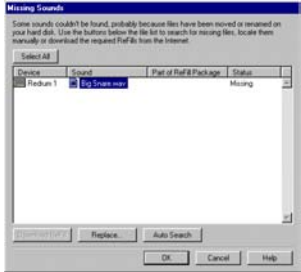 Missing Sounds
Some sounds couldn't be found, probably because files have been moved or renamed on
your hard disk. Use the buttons below the file list to search for missing files, locate them
manually or download the required ReFills from the Internet.
Select All
Device Sound Part of ReFill Package Status
Redrum 1 Big Snare.wav Missing
Download ReFill Replace... Auto Search
OK Cancel Help